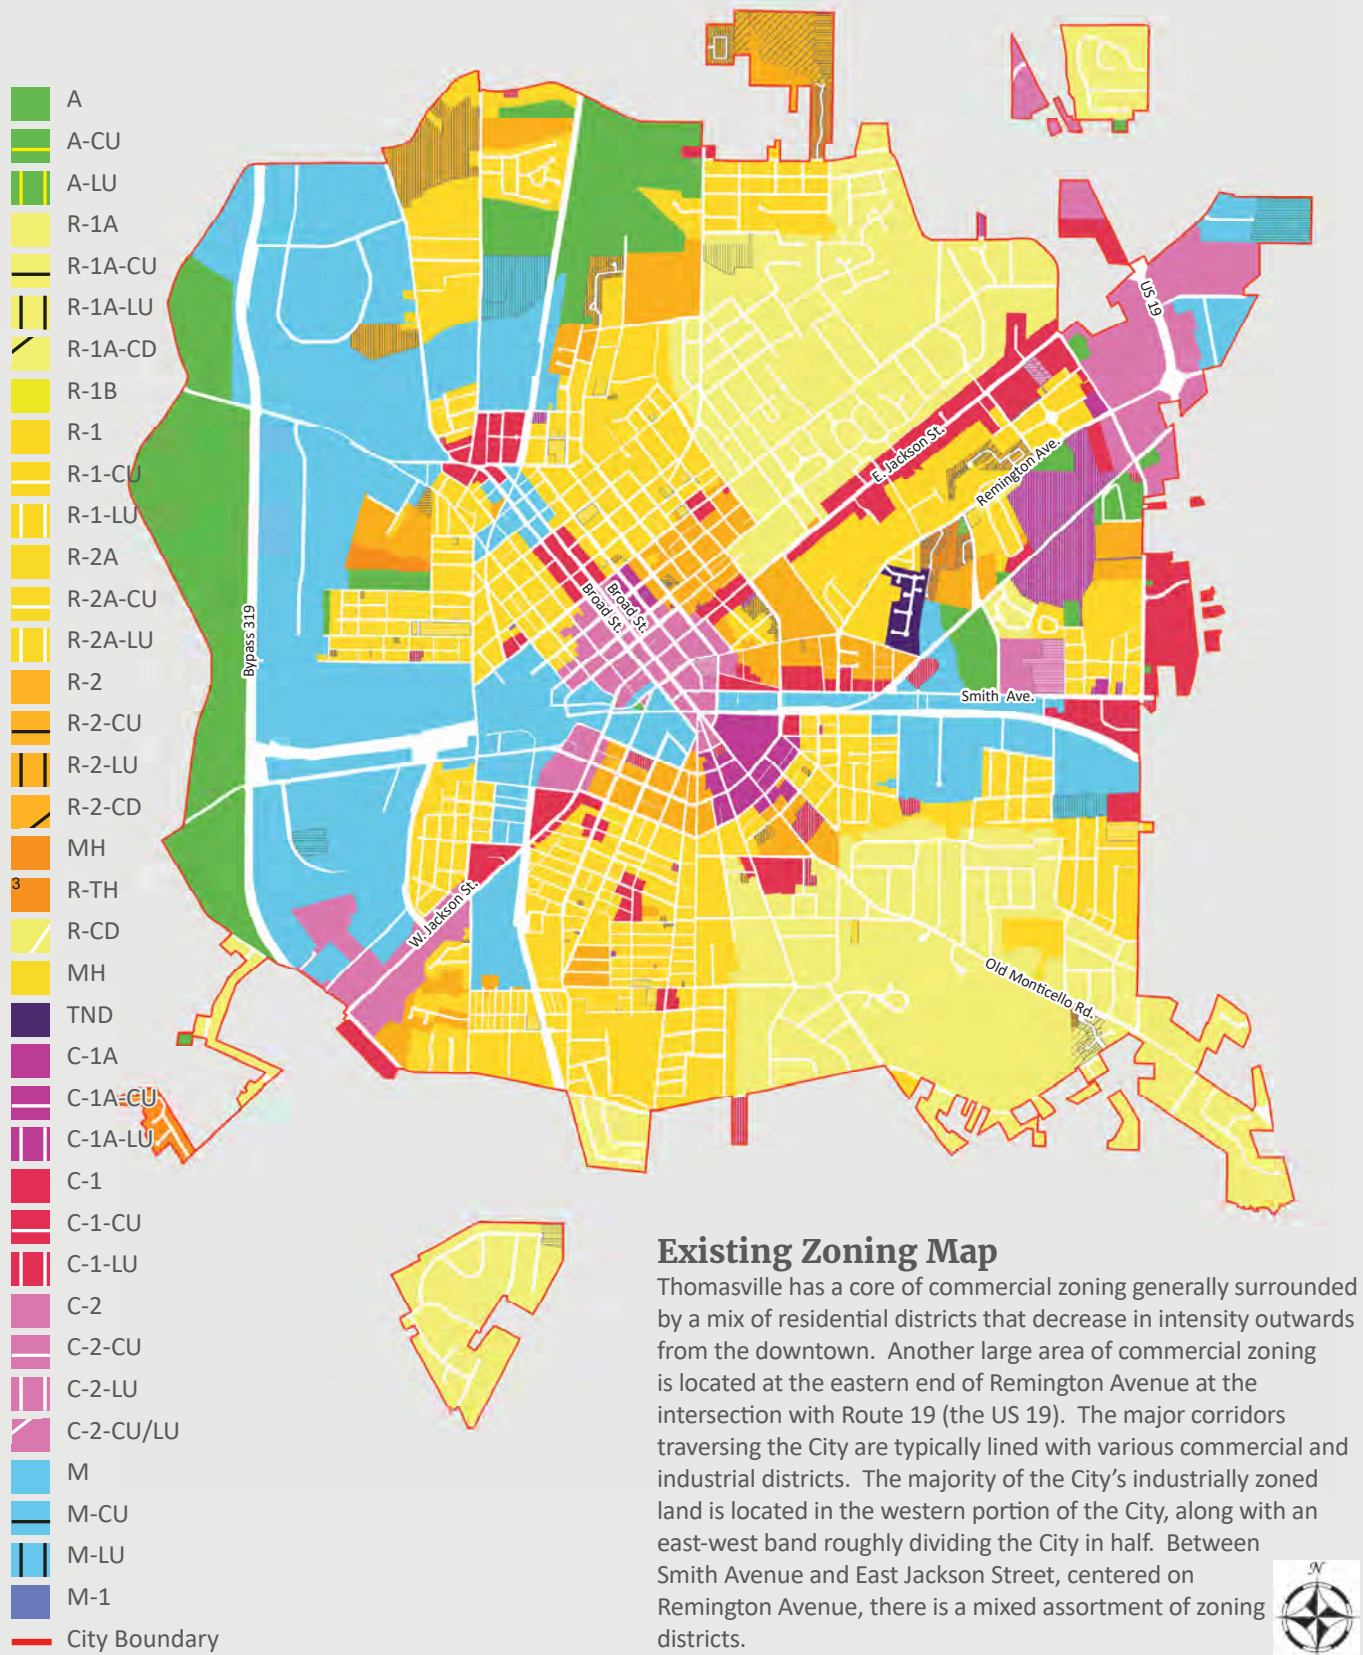 A
A-CU
A-LU
R-1A
R-1A-CU
R-1A-LU
R-1A-CD
R-1B
R-1
R-1-CU
R-1-LU
R-2A
R-2A-CU
R-2A-LU
R-2
R-2-CU
R-2-LU
R-2-CD
MH
3
R-TH
R-CD
MH
TND
C-1A
C-1A-CU
C-1A-LU
C-1
C-1-CU
C-1-LU
C-2
C-2-CU
C-2-LU
C-2-CU/LU
M
M-CU
M-LU
M-1
City Boundary
US 19
E. Jackson St.
Remington Ave.
Broad St.
Broad St.
Bypass 319
Smith Ave.
W. Jackson St.
Old Monticello Rd.
Existing Zoning Map
Thomasville has a core of commercial zoning generally surrounded
by a mix of residential districts that decrease in intensity outwards
from the downtown. Another large area of commercial zoning
is located at the eastern end of Remington Avenue at the
intersection with Route 19 (the US 19). The major corridors
traversing the City are typically lined with various commercial and
industrial districts. The majority of the City's industrially zoned
land is located in the western portion of the City, along with an
east-west band roughly dividing the City in half. Between
Smith Avenue and East Jackson Street, centered on
Remington Avenue, there is a mixed assortment of zoning
districts.
N